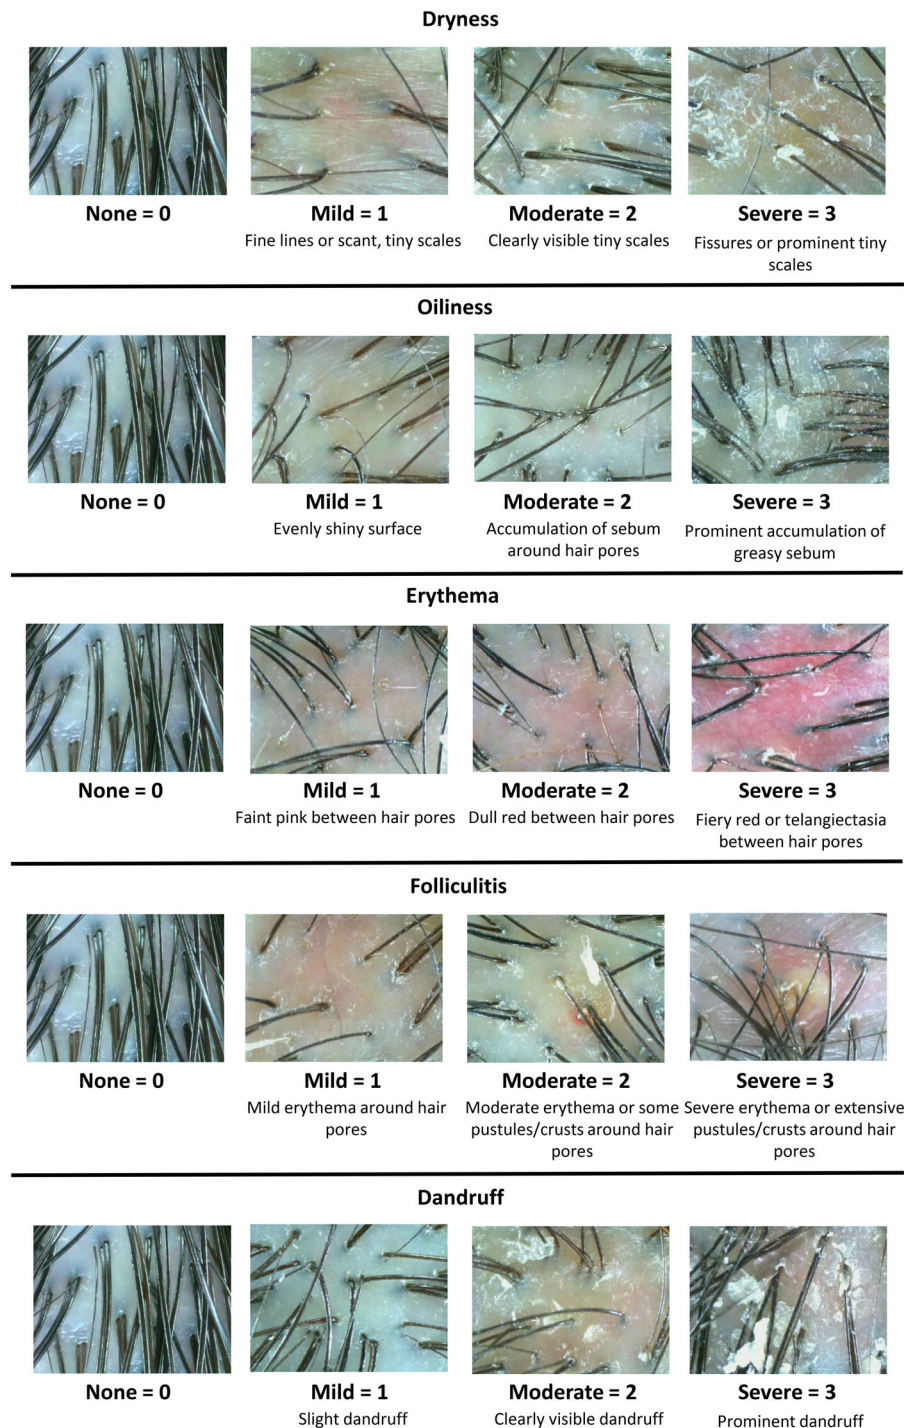 Dryness
None = 0
Mild = 1
Moderate = 2
Severe = 3
Fine lines or scant, tiny scales
Clearly visible tiny scales
Fissures or prominent tiny
scales
Oiliness
None = 0
Mild = 1
Moderate = 2
Severe = 3
Evenly shiny surface
Accumulation of sebum
around hair pores
Prominent accumulation of
greasy sebum
Erythema
None = 0
Mild = 1
Moderate = 2
Severe = 3
Faint pink between hair pores
Dull red between hair pores
Fiery red or telangiectasia
between hair pores
Folliculitis
None = 0
Mild = 1
Moderate = 2
Severe = 3
Mild erythema around hair
pores
Moderate erythema or some
pustules/crusts around hair
pores
Severe erythema or extensive
pustules/crusts around hair
pores
Dandruff
None = 0
Mild = 1
Moderate = 2
Severe = 3
Slight dandruff
Clearly visible dandruff
Prominent dandruff